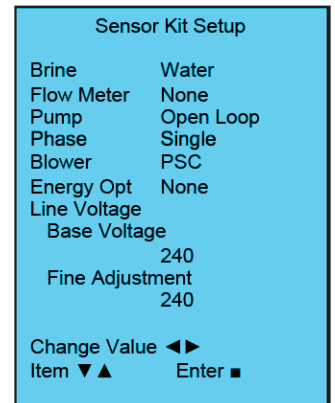 Sensor Kit Setup
Brine Water
Flow Meter None
Pump Open Loop
Phase Single
Blower PSC
Energy Opt None
Line Voltage
Base Voltage
240
Fine Adjustment
240
Change Value ◄►
Item ▼▲ Enter ■